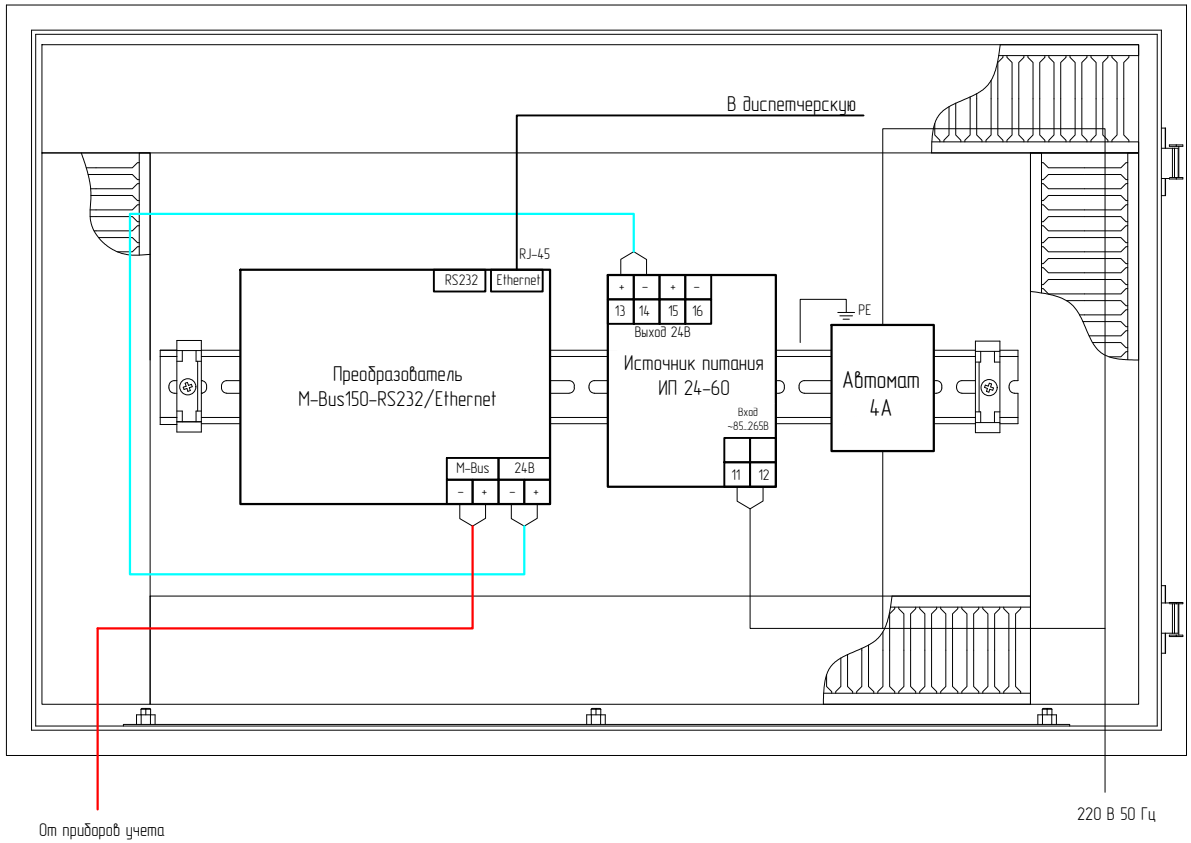 В диспетчерскую
RJ-45
RS232 Ethernet
+ - + -
13 14 15 16
Выход 24В
PE
Преобразователь
M-Bus150-RS232/Ethernet
Источник питания
ИП 24-60
Автомат
4А
Вход
~85..265В
11 12
M-Bus 24В
- + - +
220 В 50 Гц
От приборов учета